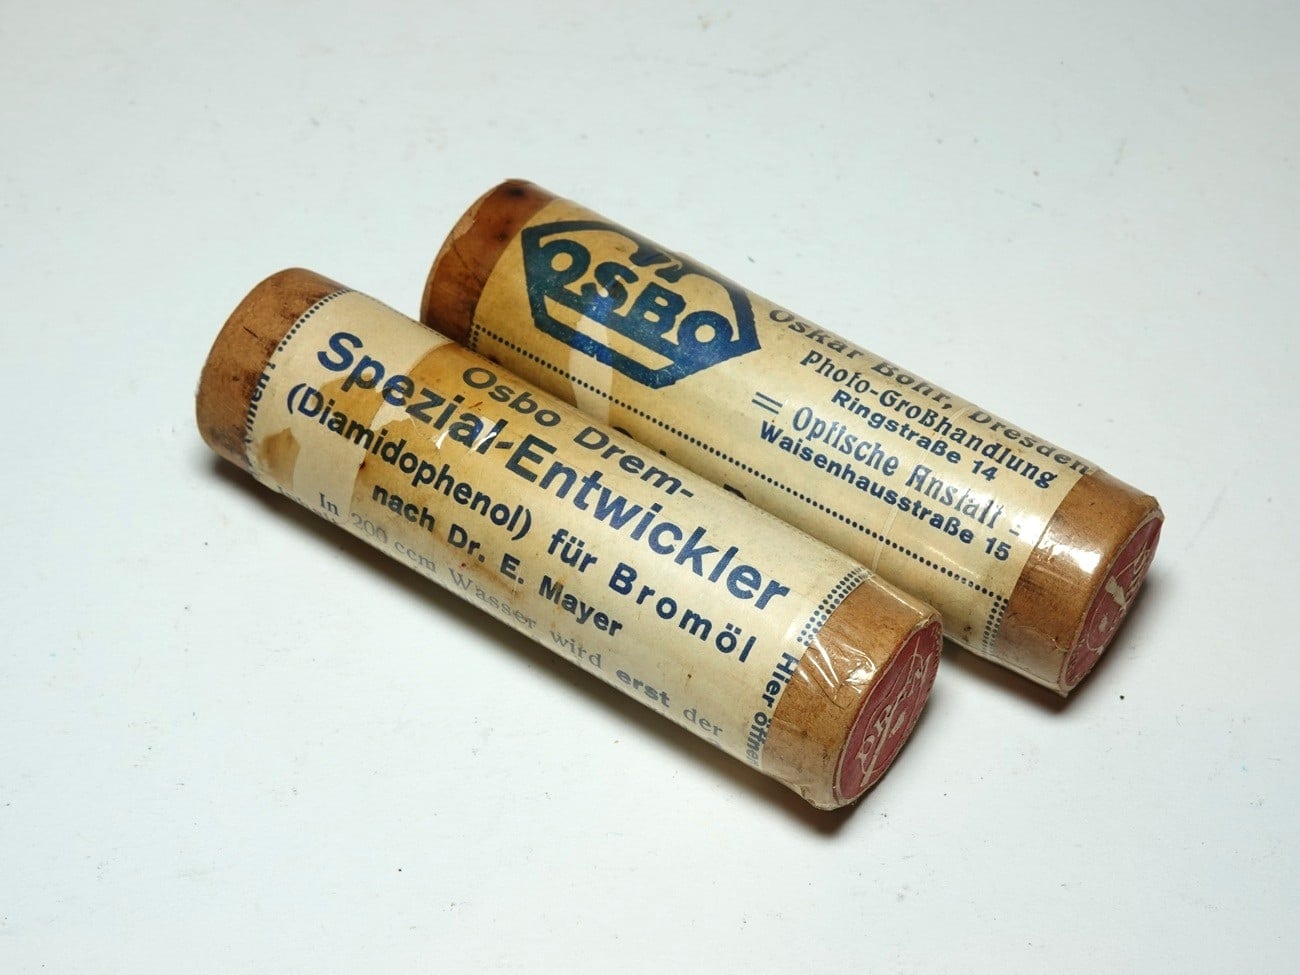 OSBO
Oskar Bohr, Dresden
Photo-Großhandlung
Ringstraße 14
= Optische Anstalt =
Waisenhausstraße 15
Osbo Drem-
Spezial-Entwickler
(Diamidophenol) für Bromöl
nach Dr. E. Mayer
In 200 ccm Wasser wird erst der
Hier öffnen
DREM